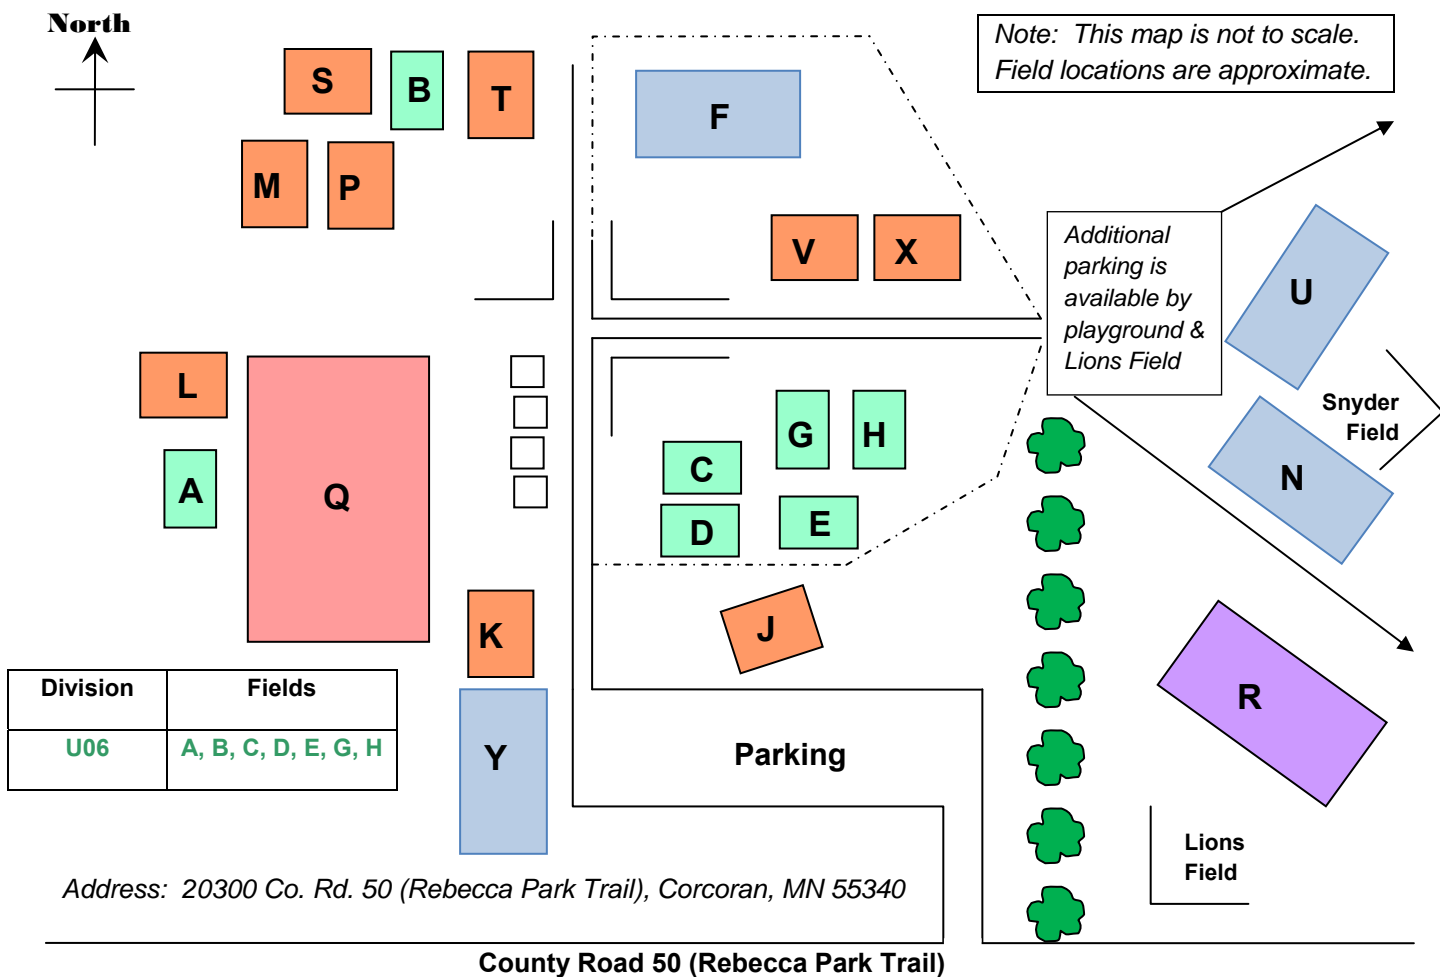 North
Note: This map is not to scale.
Field locations are approximate.
S
B
T
F
M
P
V
X
Additional
parking is
available by
playground &
Lions Field
U
L
A
Q
G
H
C
D
E
Snyder
Field
N
K
J
R
Division Fields
U06 A, B, C, D, E, G, H
Y
Parking
Lions
Field
Address: 20300 Co. Rd. 50 (Rebecca Park Trail), Corcoran, MN 55340
County Road 50 (Rebecca Park Trail)